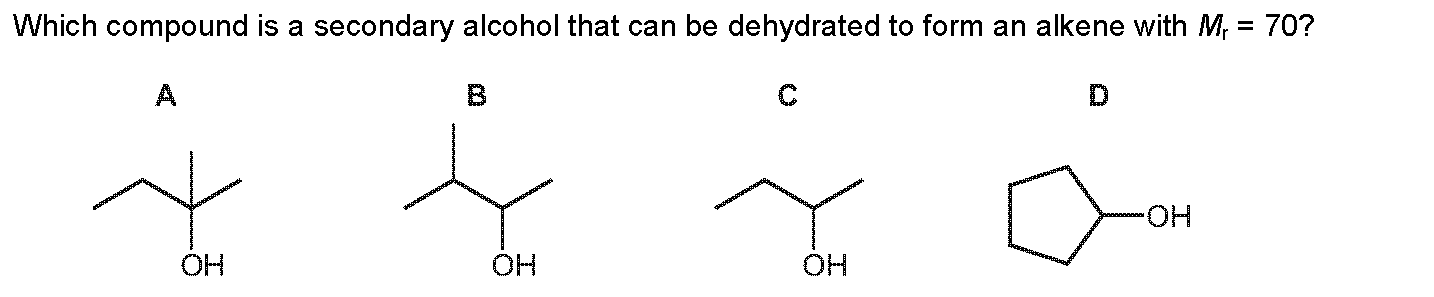 Which compound is a secondary alcohol that can be dehydrated to form an alkene with Mr = 70?
A B C D
OH OH OH OH